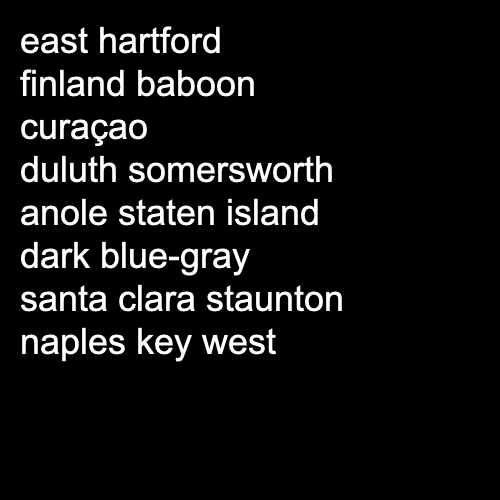 east hartford
finland baboon
curaçao
duluth somersworth
anole staten island
dark blue-gray
santa clara staunton
naples key west